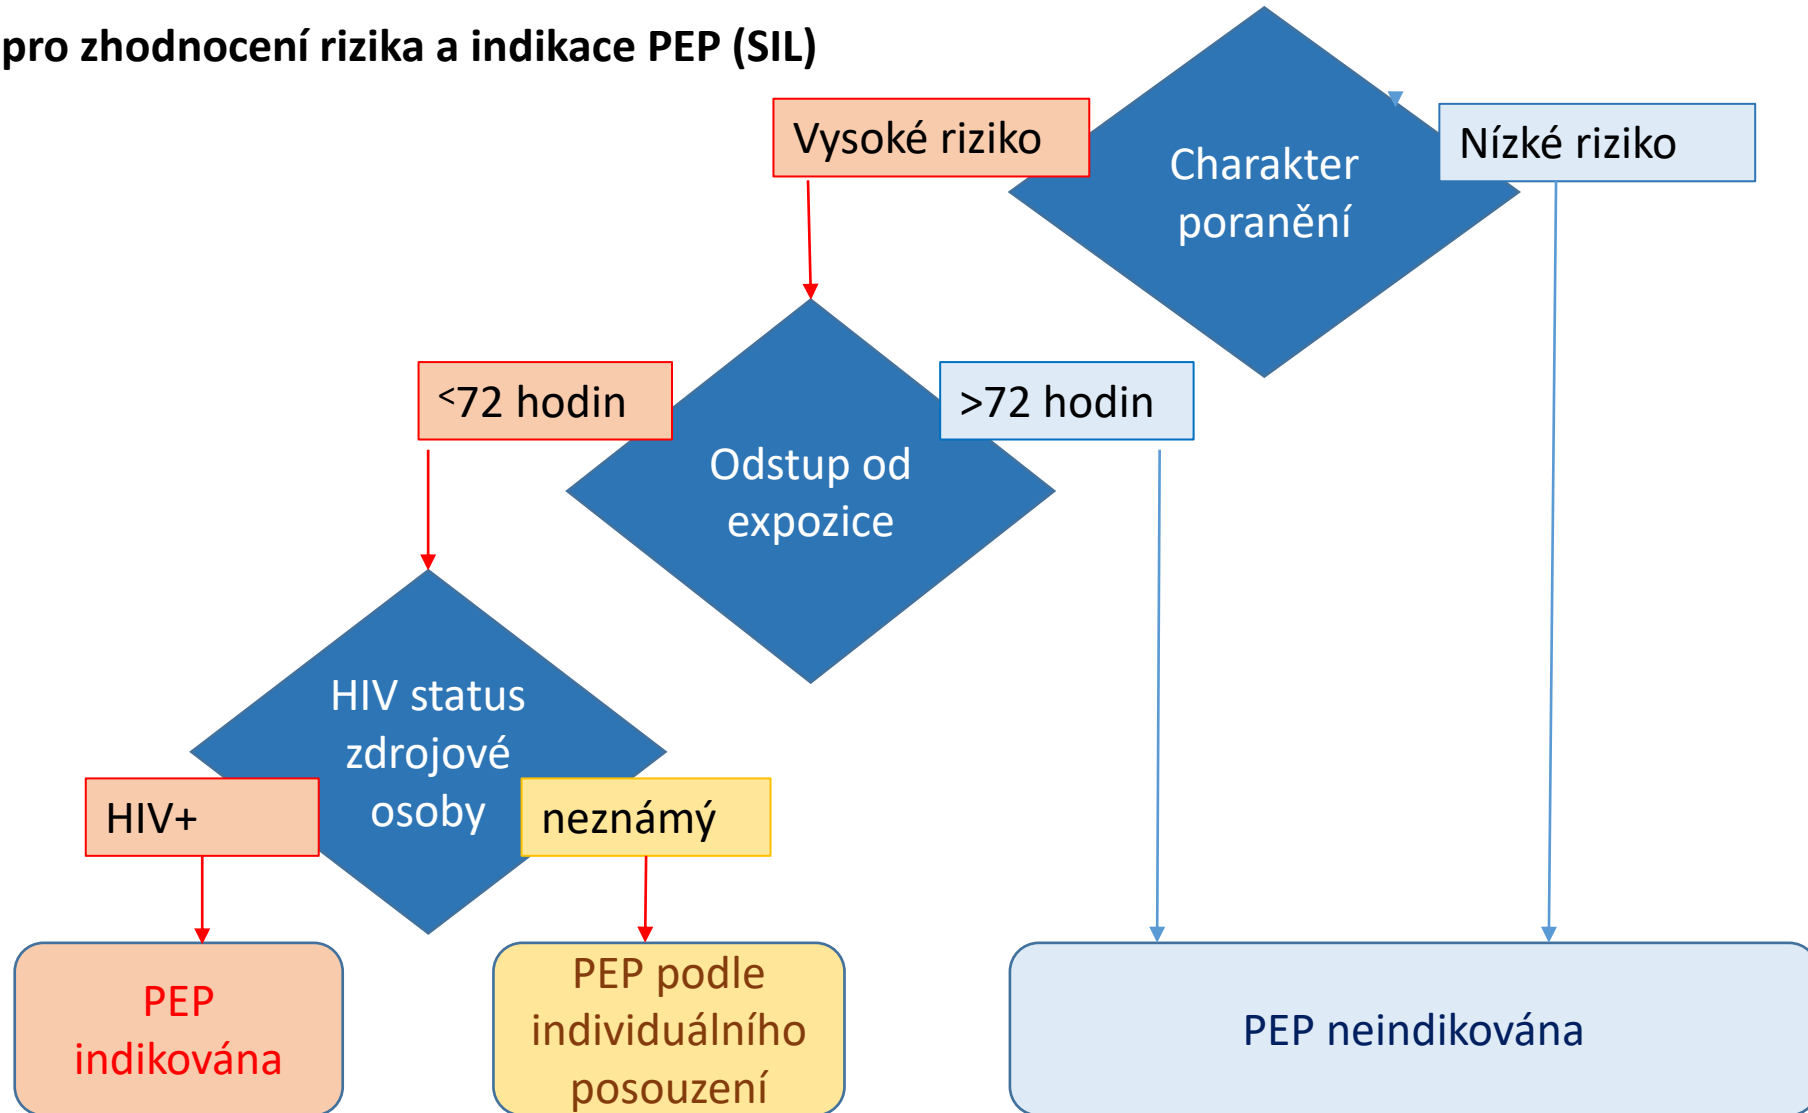 pro zhodnocení rizika a indikace PEP (SIL)
Vysoké riziko
Charakter
poranění
Nízké riziko
<72 hodin
>72 hodin
Odstup od
expozice
HIV status
zdrojové
osoby
HIV+
neznámý
PEP
indikována
PEP podle
individuálního
posouzení
PEP neindikována